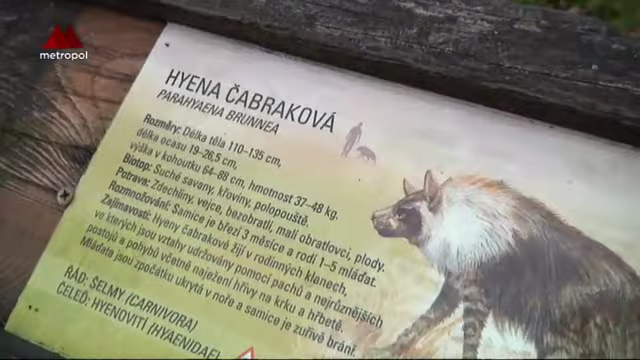 metropol
HYENA ČABRAKOVÁ
PARAHYAENA BRUNNEA
Rozměry: Délka těla 110–135 cm,
délka ocasu 19–26,5 cm,
výška v kohoutku 64–88 cm, hmotnost 37–48 kg.
Biotop: Suché savany, křoviny, polopouště.
Potrava: Zdechliny, vejce, bezobratlí, malí obratlovci, plody.
Rozmnožování: Samice je březí 3 měsíce a rodí 1–5 mláďat.
Zajímavosti: Hyeny čabrakové žijí v rodinných klanech,
ve kterých jsou vztahy udržovány pomocí pachů a nejrůznějších
postojů a pohybů včetně naježení hřívy na krku a hřbetě.
Mláďata jsou zpočátku ukrytá v noře a samice je zuřivě brání.
ŘÁD: ŠELMY (CARNIVORA)
ČELEĎ: HYENOVITÍ (HYAENIDAE)